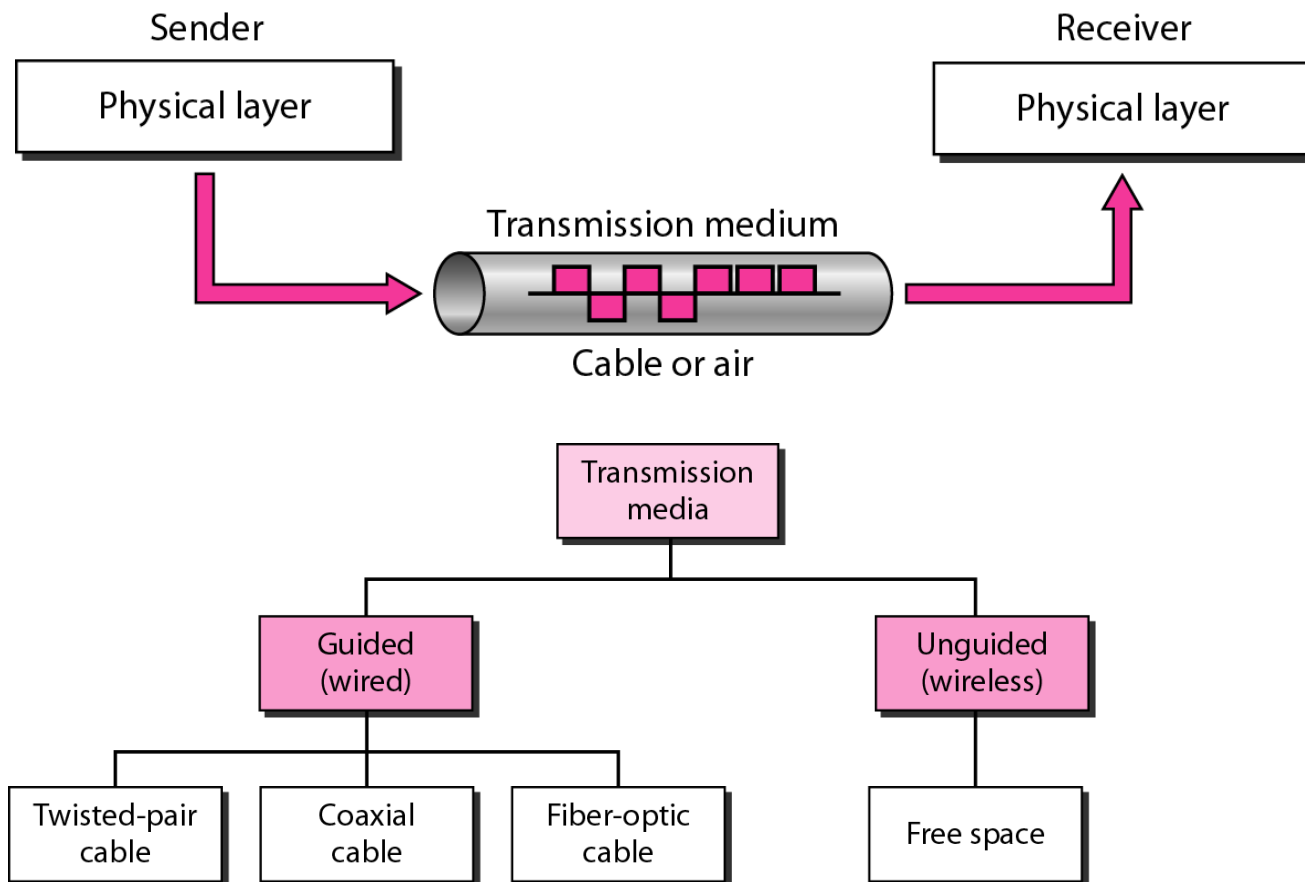 Sender
Receiver
Physical layer
Physical layer
Transmission medium
Cable or air
Transmission
media
Guided
(wired)
Unguided
(wireless)
Twisted-pair
cable
Coaxial
cable
Fiber-optic
cable
Free space